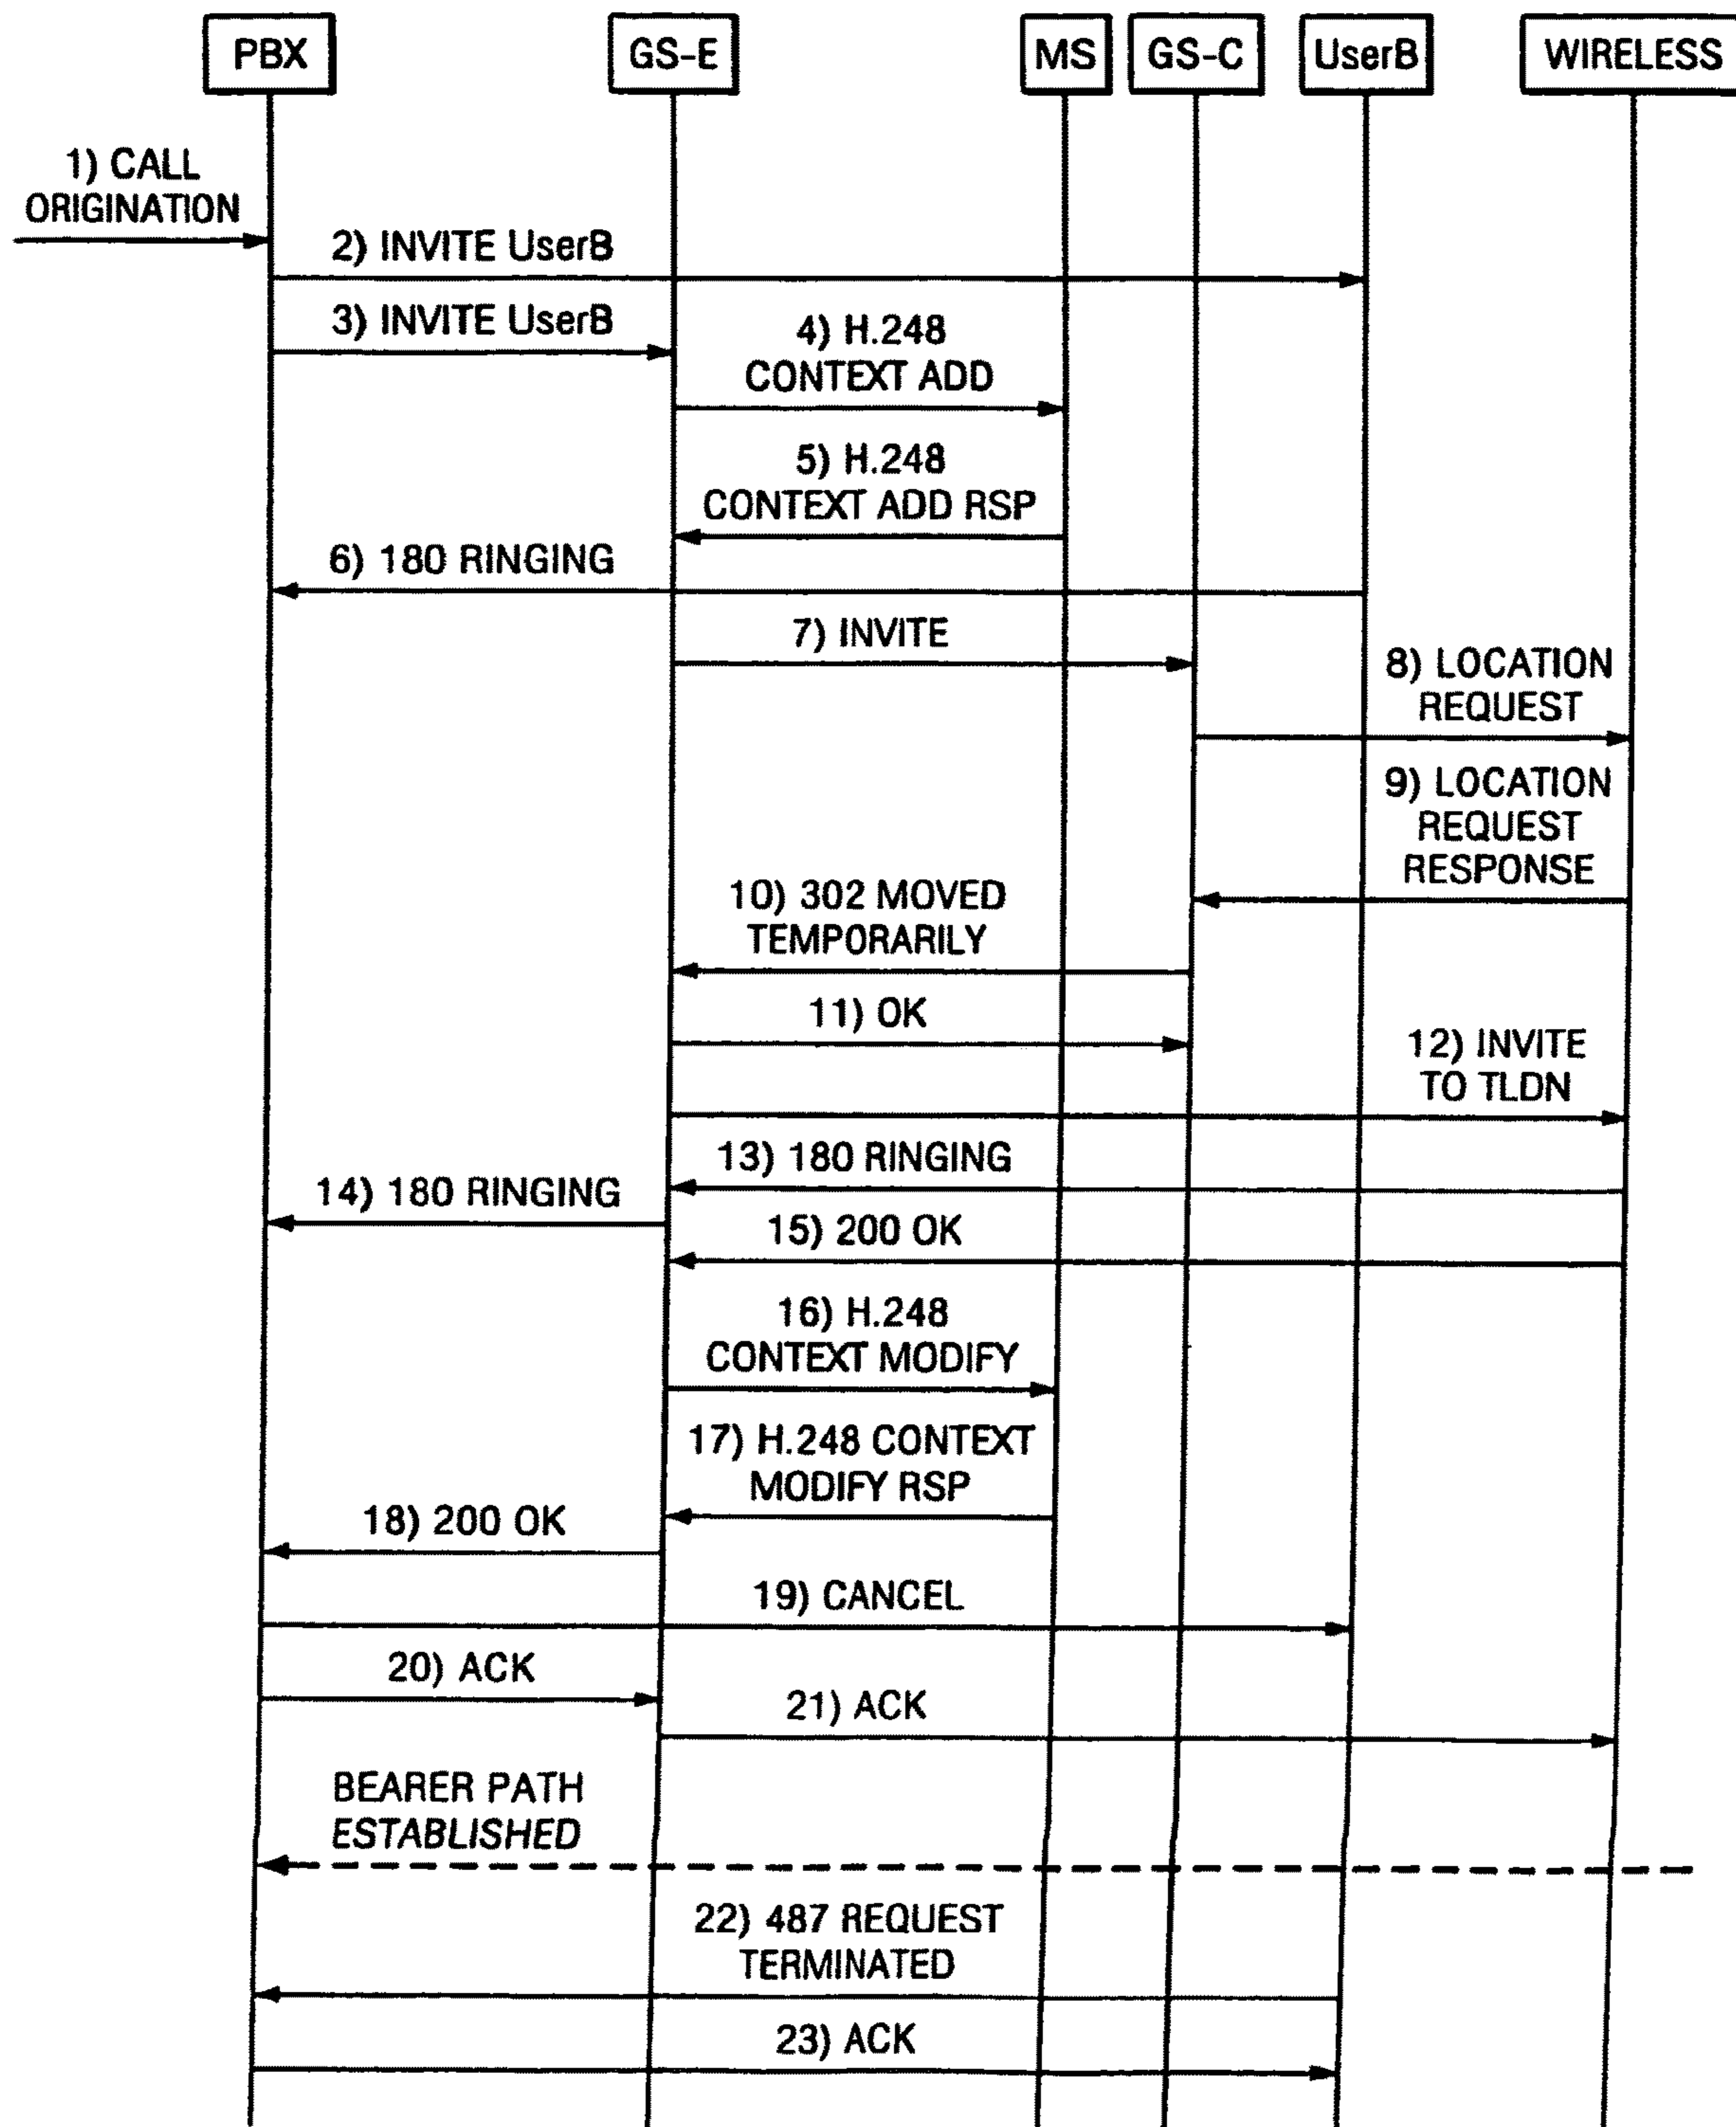 PBX
GS-E
MS
GS-C
UserB
WIRELESS
1) CALL
ORIGINATION
2) INVITE UserB
3) INVITE UserB
4) H.248
CONTEXT ADD
5) H.248
CONTEXT ADD RSP
6) 180 RINGING
7) INVITE
8) LOCATION
REQUEST
9) LOCATION
REQUEST
RESPONSE
10) 302 MOVED
TEMPORARILY
11) OK
12) INVITE
TO TLDN
13) 180 RINGING
14) 180 RINGING
15) 200 OK
16) H.248
CONTEXT MODIFY
17) H.248 CONTEXT
MODIFY RSP
18) 200 OK
19) CANCEL
20) ACK
21) ACK
BEARER PATH
ESTABLISHED
22) 487 REQUEST
TERMINATED
23) ACK